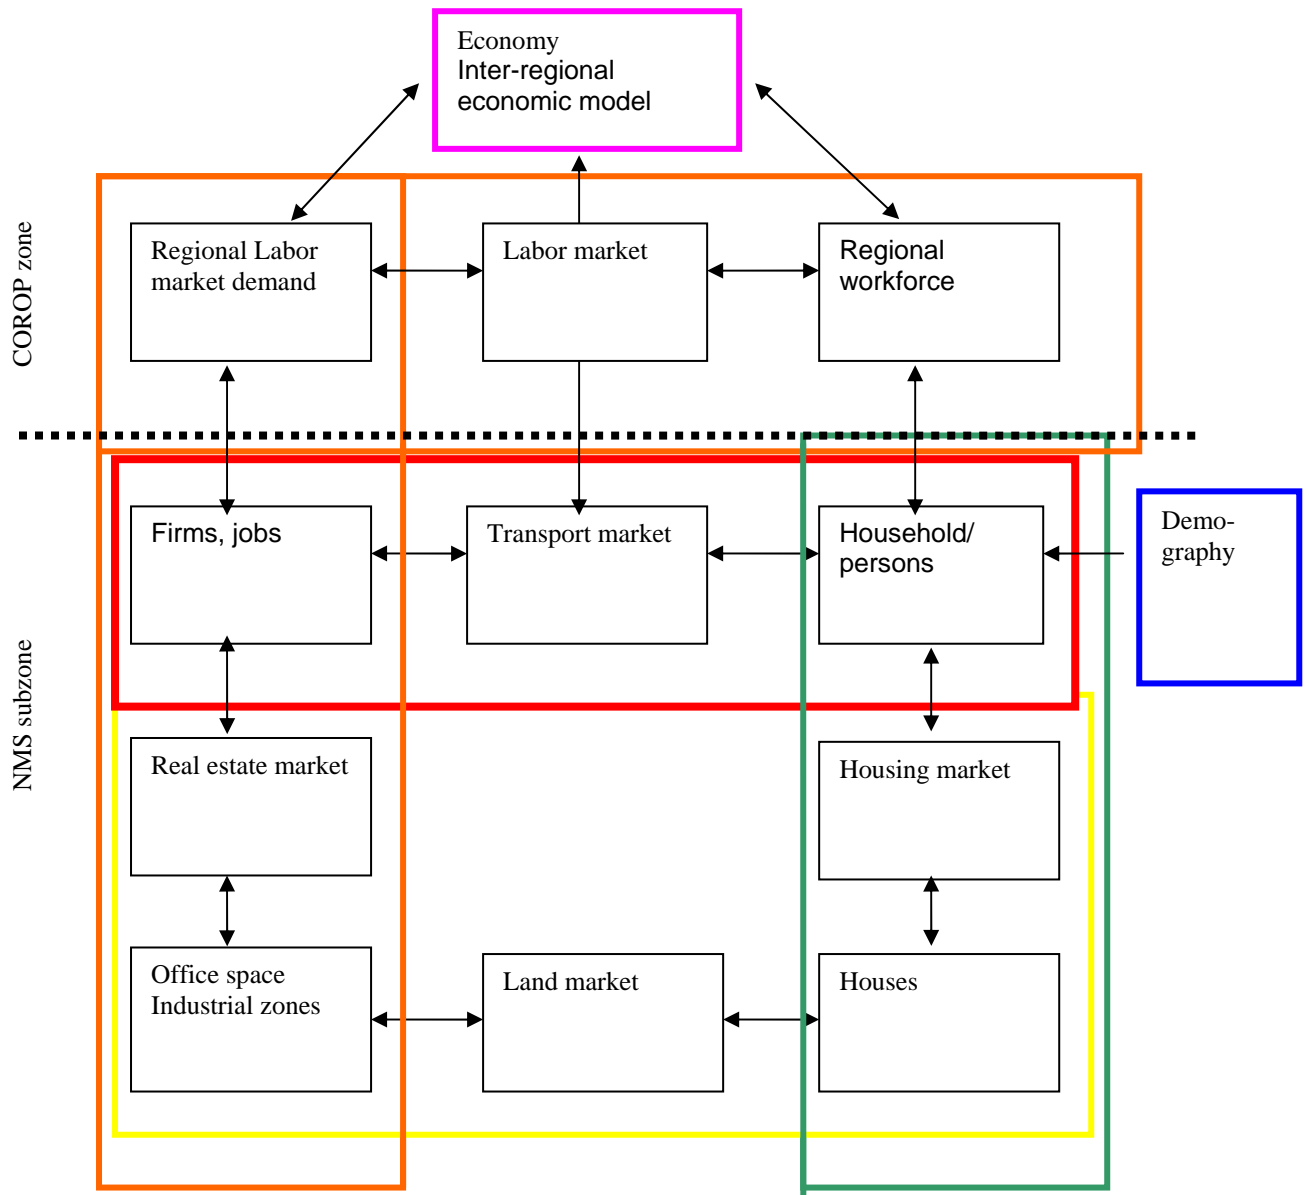 Economy
Inter-regional
economic model
COROP zone
Regional Labor
market demand
Labor market
Regional
workforce
NMS subzone
Firms, jobs
Transport market
Household/
persons
Demo-
graphy
Real estate market
Housing market
Office space
Industrial zones
Land market
Houses